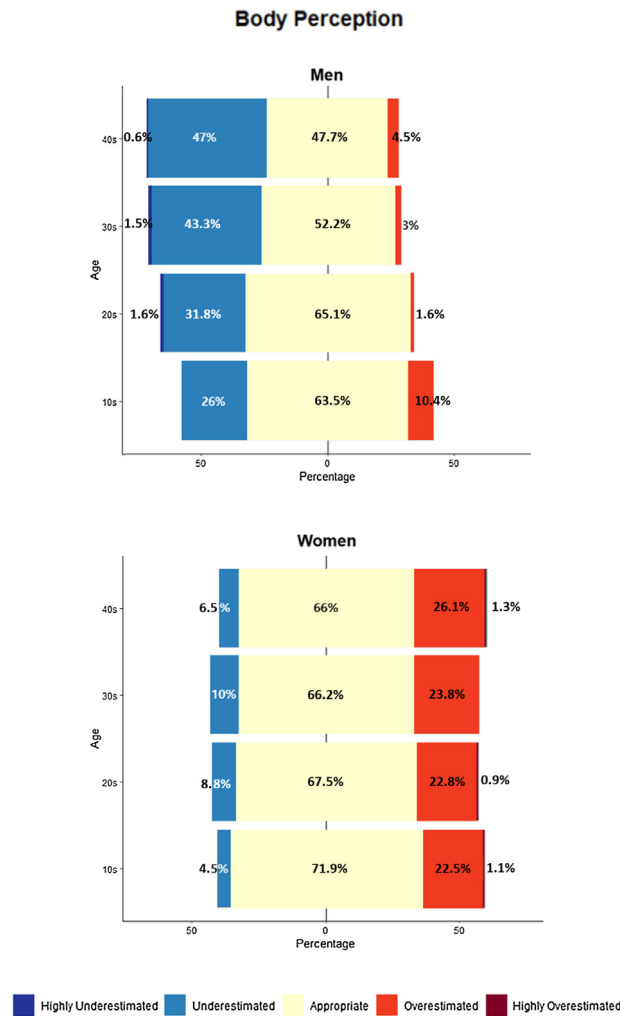 Body Perception
Men
40s 0.6% 47% 47.7% 4.5%
30s 1.5% 43.3% 52.2% 3%
Age
20s 1.6% 31.8% 65.1% 1.6%
10s 26% 63.5% 10.4%
50 0 50
Percentage
Women
40s 6.5% 66% 26.1% 1.3%
30s 10% 66.2% 23.8%
Age
20s 8.8% 67.5% 22.8% 0.9%
10s 4.5% 71.9% 22.5% 1.1%
50 0 50
Percentage
Highly Underestimated Underestimated Appropriate Overestimated Highly Overestimated